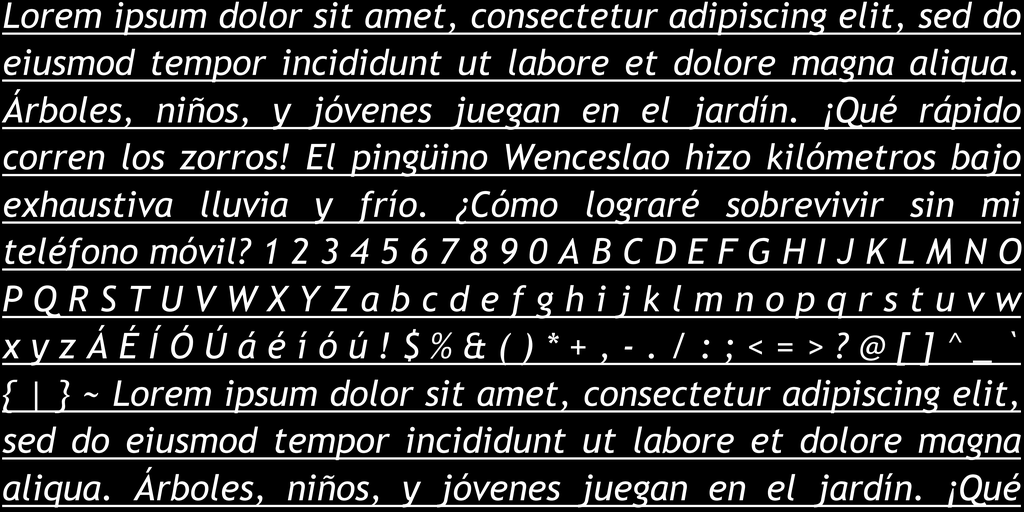 Lorem ipsum dolor sit amet, consectetur adipiscing elit, sed do
eiusmod tempor incididunt ut labore et dolore magna aliqua.
Árboles, niños, y jóvenes juegan en el jardín. ¡Qué rápido
corren los zorros! El pingüino Wenceslao hizo kilómetros bajo
exhaustiva lluvia y frío. ¿Cómo lograré sobrevivir sin mi
teléfono móvil? 1 2 3 4 5 6 7 8 9 0 A B C D E F G H I J K L M N O
P Q R S T U V W X Y Z a b c d e f g h i j k l m n o p q r s t u v w
x y z Á É Í Ó Ú á é í ó ú ! $ % & ( ) * + , - . / : ; < = > ? @ [ ] ^ _ `
{ | } ~ Lorem ipsum dolor sit amet, consectetur adipiscing elit,
sed do eiusmod tempor incididunt ut labore et dolore magna
aliqua. Árboles, niños, y jóvenes juegan en el jardín. ¡Qué